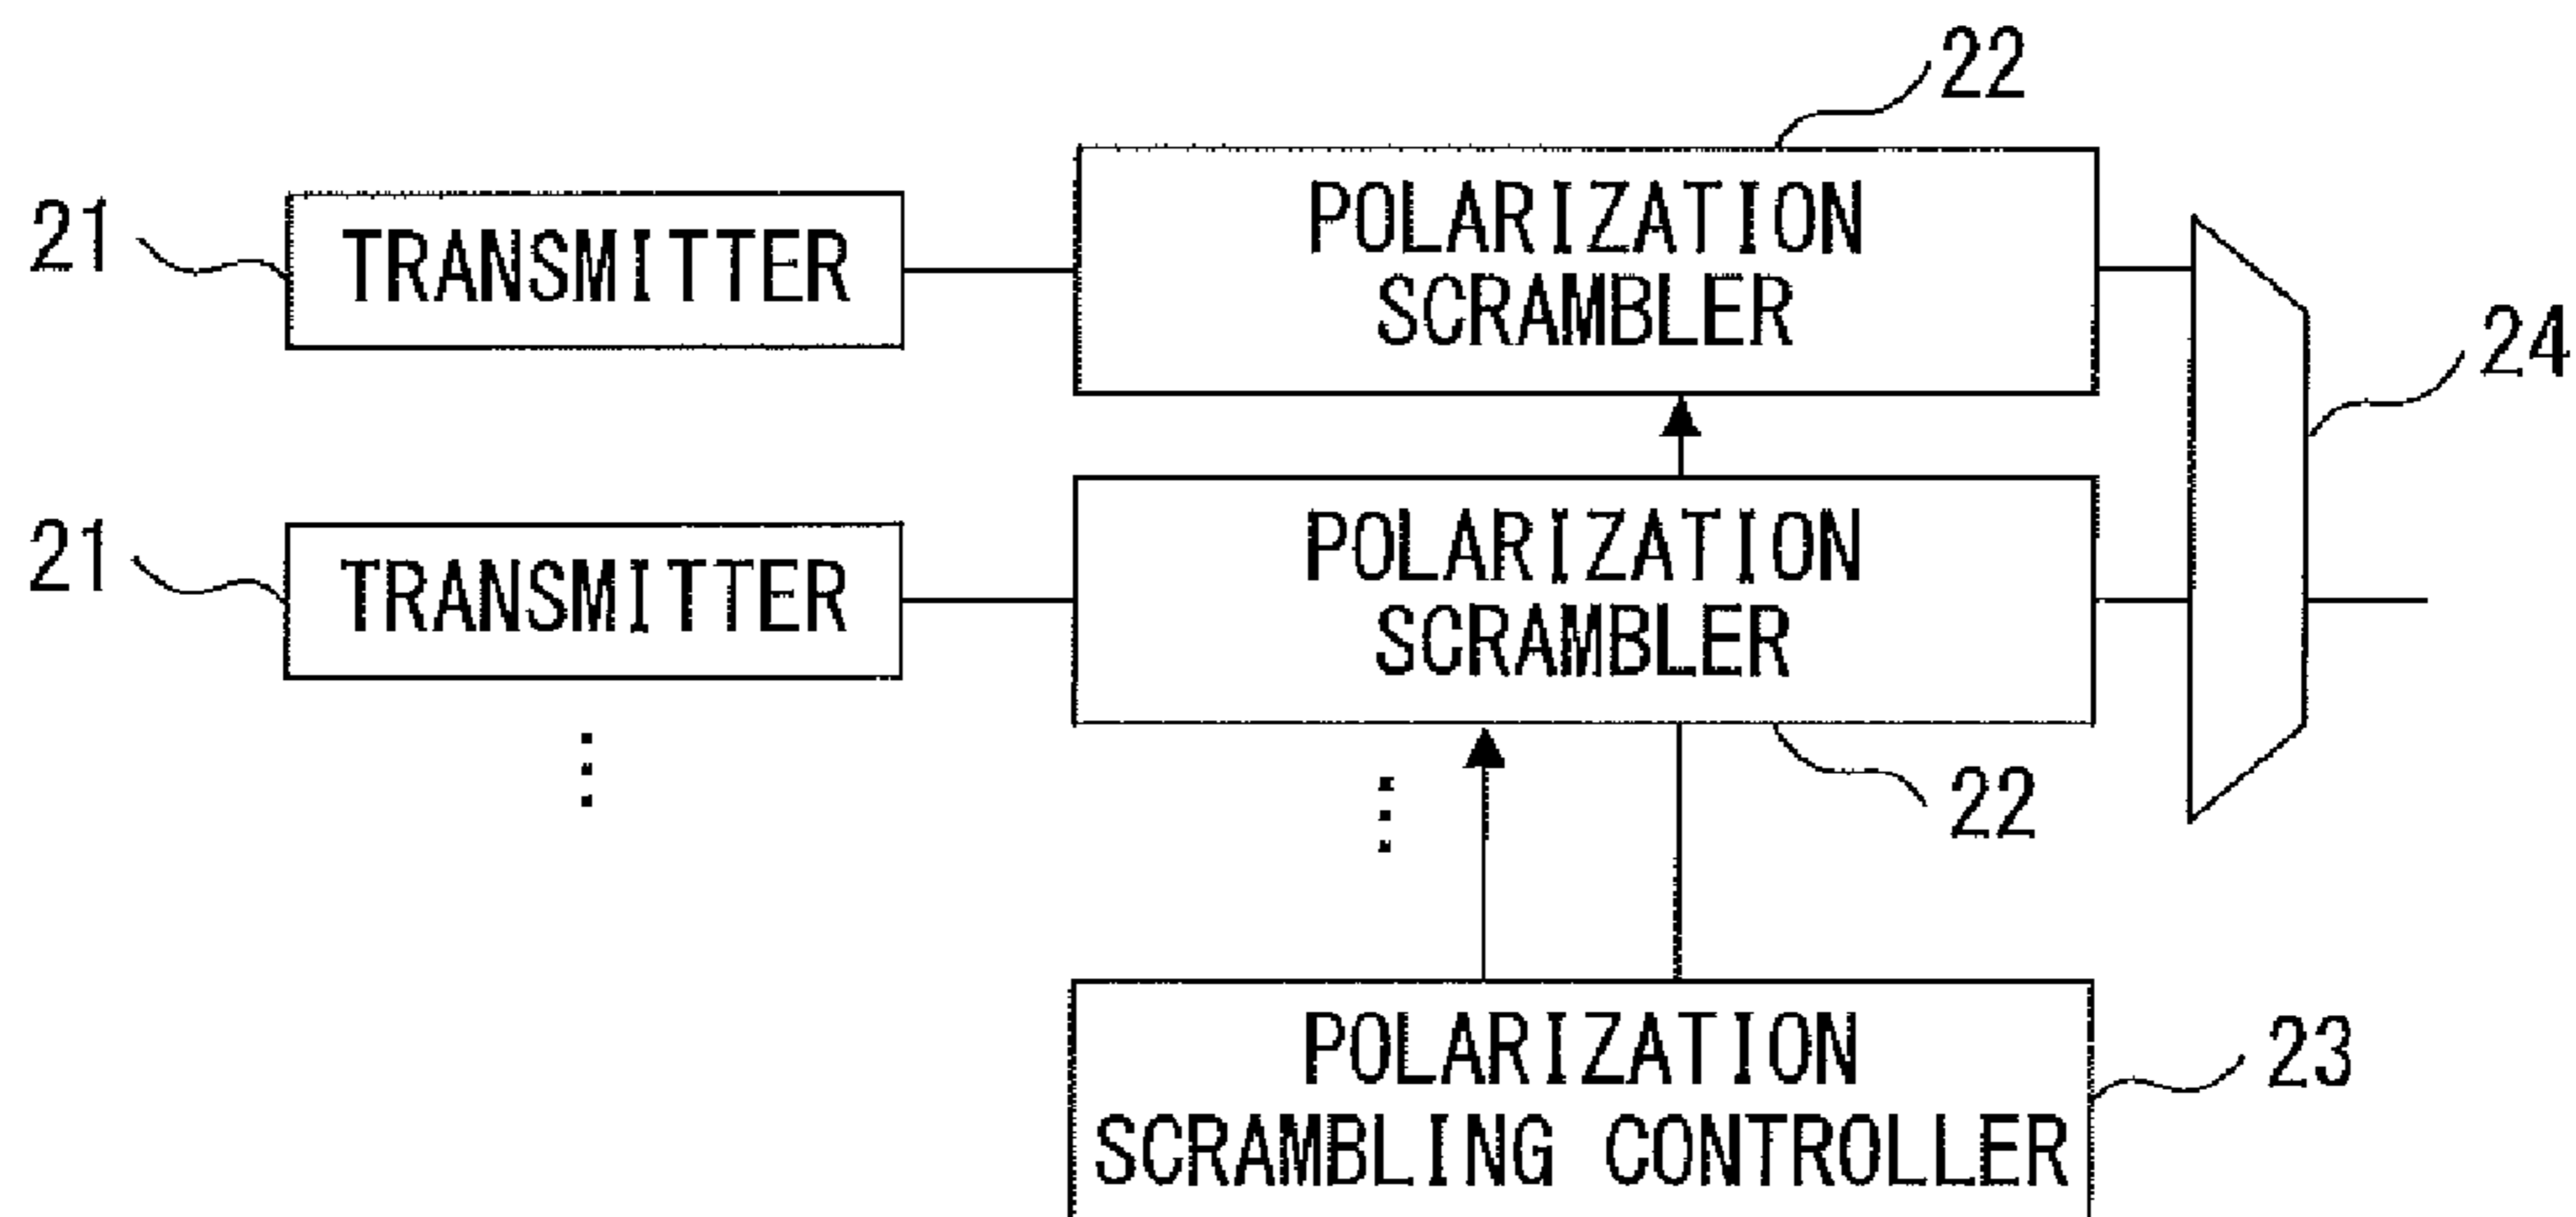 22
21
TRANSMITTER
POLARIZATION
SCRAMBLER
24
21
TRANSMITTER
POLARIZATION
SCRAMBLER
22
POLARIZATION
SCRAMBLING CONTROLLER
23